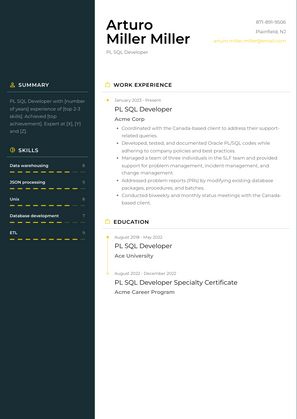 Arturo
Miller Miller
PL SQL Developer
871-811-9506
Plainfield, NJ
arturo.miller.miller@email.com
SUMMARY
PL SQL Developer with [number
of years] experience of [top 2-3
skills]. Achieved [top
achievement]. Expert at [X], [Y]
and [Z].
SKILLS
Data warehousing
JSON processing
Unix
Database development
ETL
WORK EXPERIENCE
January 2023 - Present
PL SQL Developer
Acme Corp
• Coordinated with the Canada-based client to address their support-
related queries.
• Developed, tested, and documented Oracle PL/SQL codes while
adhering to company policies and best practices.
• Managed a team of three individuals in the SLF team and provided
support for problem management, incident management, and
change management.
• Addressed problem reports (PRs) by modifying existing database
packages, procedures, and batches.
• Conducted biweekly and monthly status meetings with the Canada-
based client.
EDUCATION
August 2018 - May 2022
PL SQL Developer
Ace University
August 2022 - December 2022
PL SQL Developer Specialty Certificate
Acme Career Program